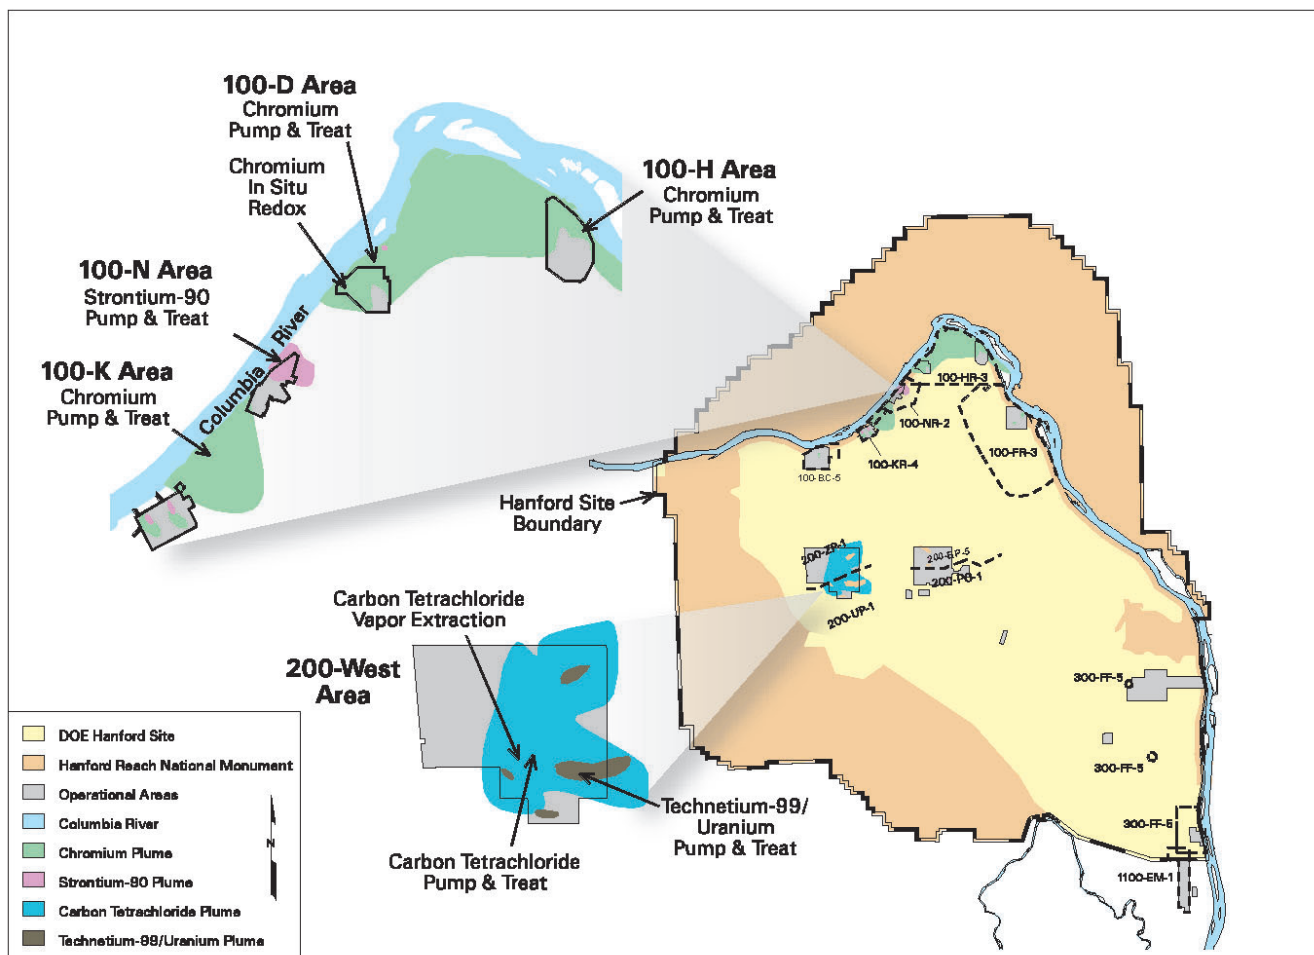 100-D Area
Chromium
Pump & Treat
Chromium
In Situ
Redox
100-H Area
Chromium
Pump & Treat
100-N Area
Strontium-90
Pump & Treat
100-K Area
Chromium
Pump & Treat
Columbia River
100-HR-3
100-NR-2
100-FR-3
100-KR-4
100-BC-5
Hanford Site
Boundary
200-ZP-1
200-BP-5
200-PO-1
200-UP-1
Carbon Tetrachloride
Vapor Extraction
200-West
Area
Technetium-99/
Uranium
Pump & Treat
Carbon Tetrachloride
Pump & Treat
300-FF-5
300-FF-5
300-FF-5
1100-EM-1
DOE Hanford Site
Hanford Reach National Monument
Operational Areas
Columbia River
Chromium Plume
Strontium-90 Plume
Carbon Tetrachloride Plume
Technetium-99/Uranium Plume
N